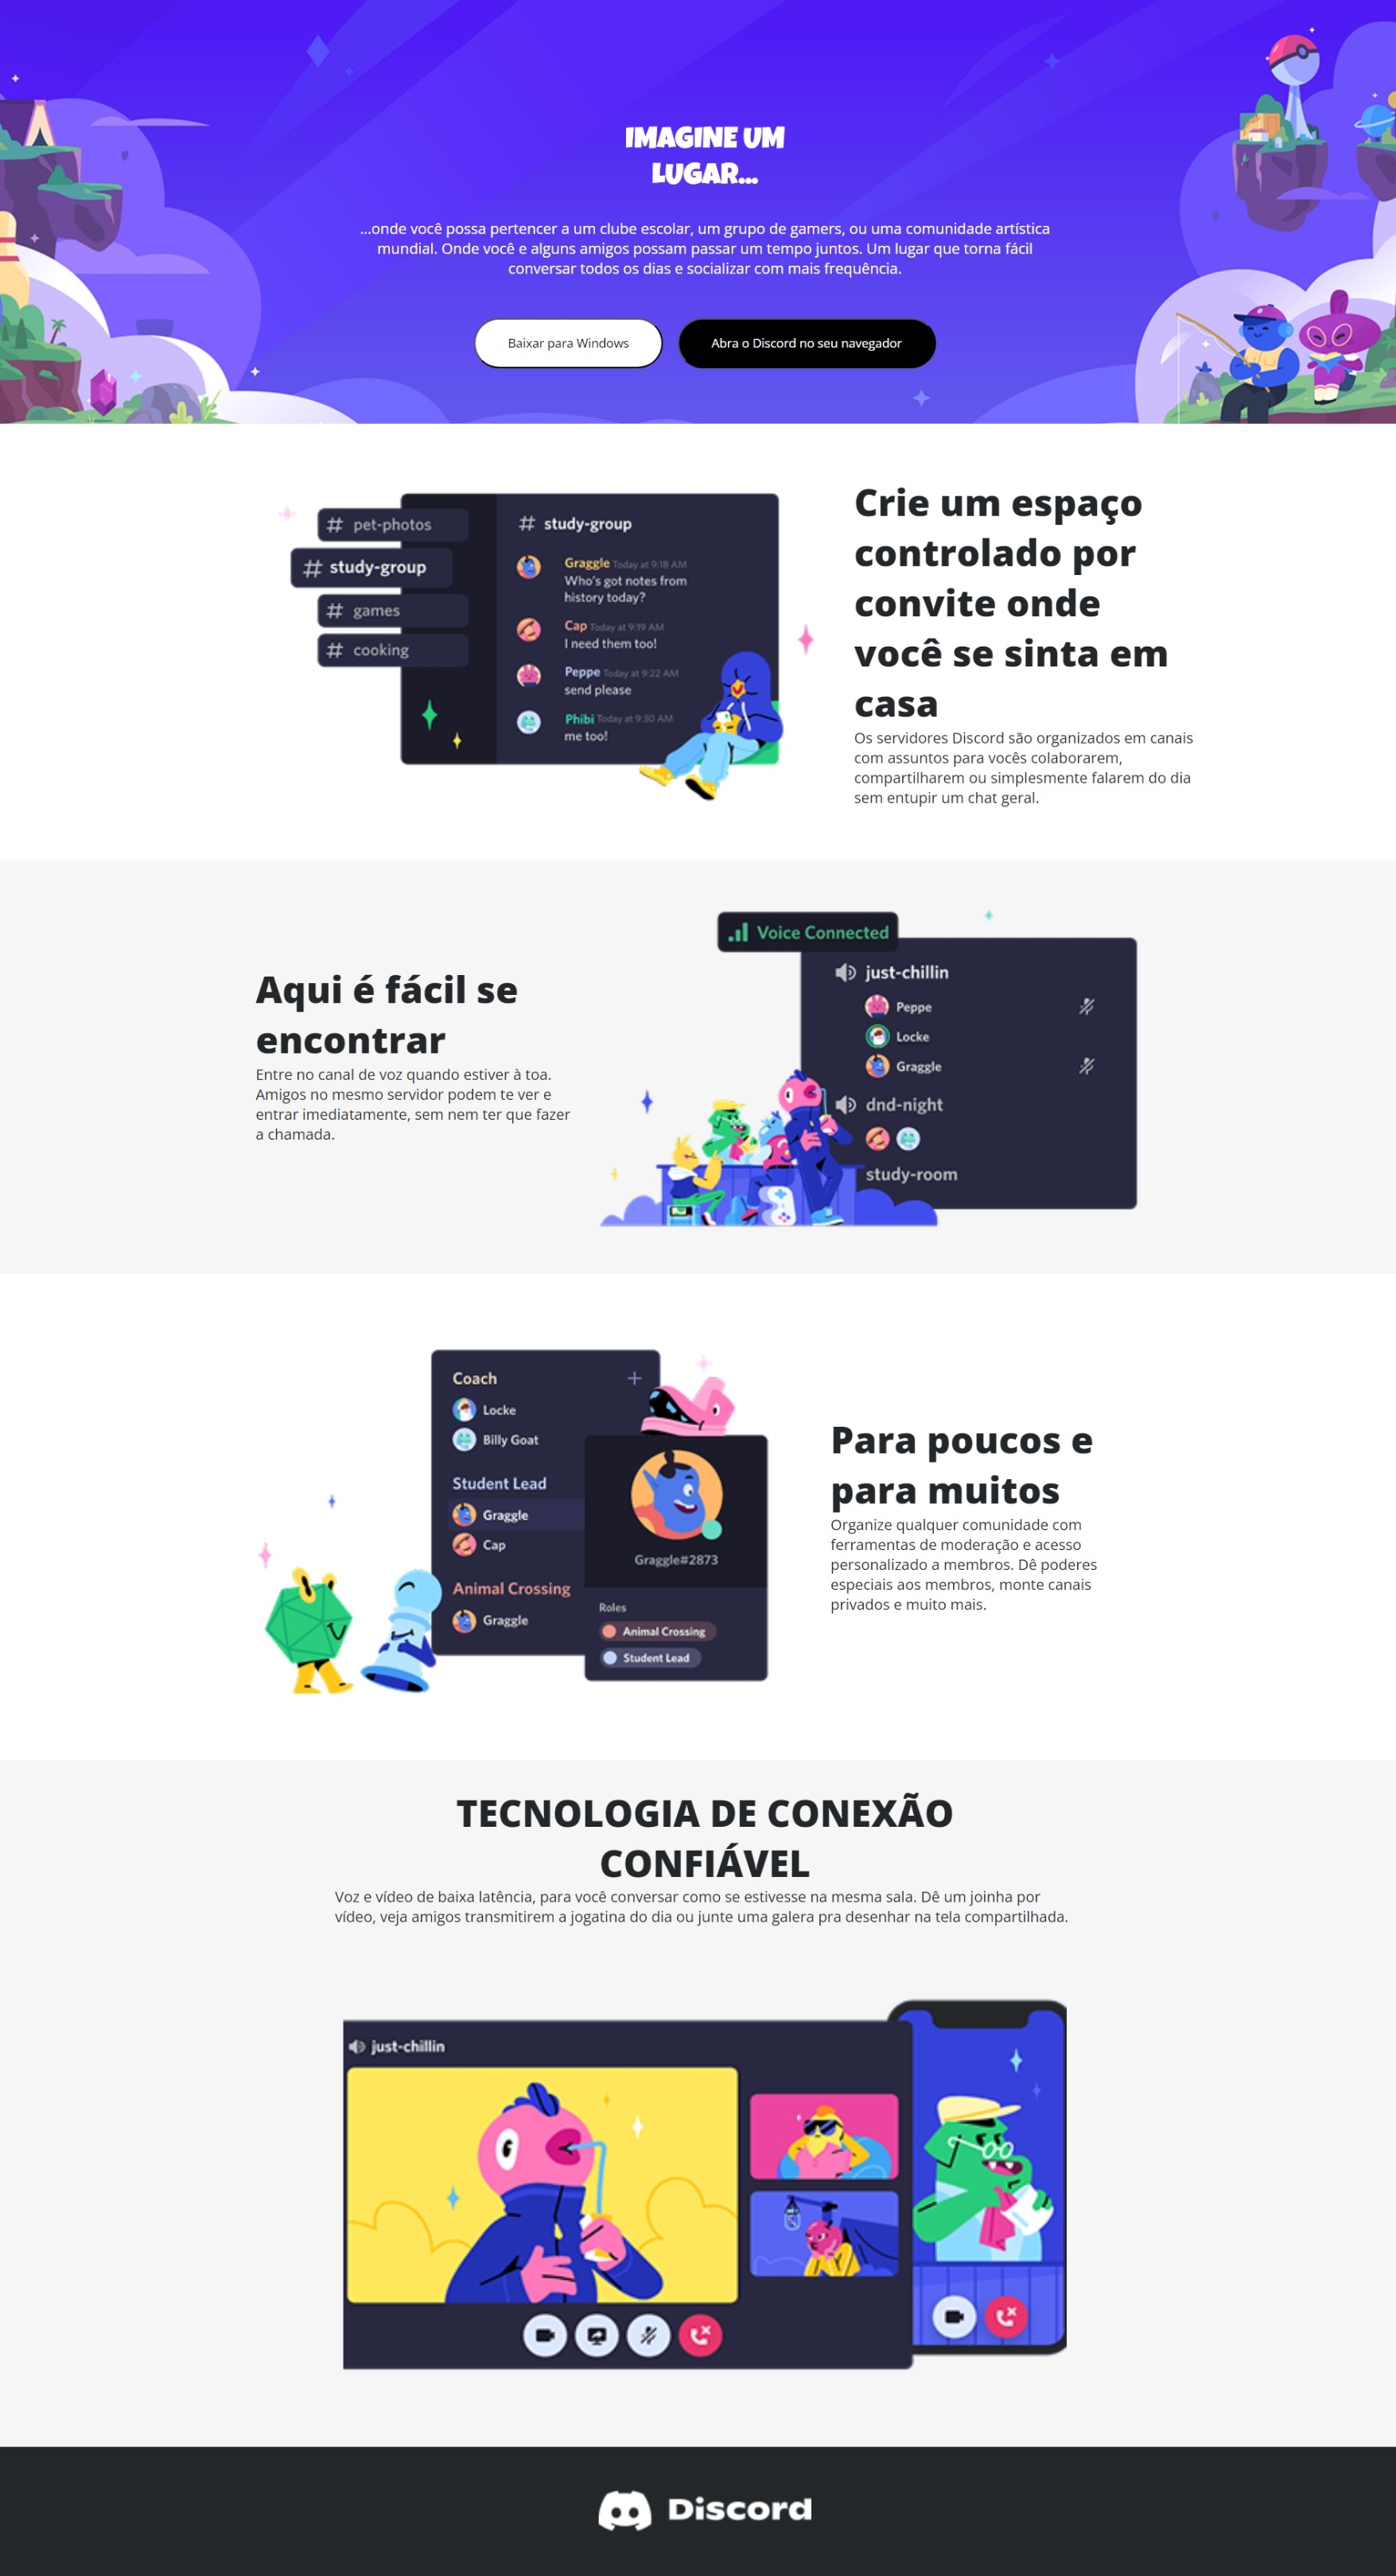 IMAGINE UM
LUGAR...
...onde você possa pertencer a um clube escolar, um grupo de gamers, ou uma comunidade artística
mundial. Onde você e alguns amigos possam passar um tempo juntos. Um lugar que torna fácil
conversar todos os dias e socializar com mais frequência.
Baixar para Windows
Abra o Discord no seu navegador
# pet-photos
# study-group
# games
# cooking
# study-group
Graggle Today at 9:18 AM
Who's got notes from
history today?
Cap Today at 9:19 AM
I need them too!
Peppe Today at 9:22 AM
send please
Phibi Today at 9:30 AM
me too!
Crie um espaço
controlado por
convite onde
você se sinta em
casa
Os servidores Discord são organizados em canais
com assuntos para vocês colaborarem,
compartilharem ou simplesmente falarem do dia
sem entupir um chat geral.
Aqui é fácil se
encontrar
Entre no canal de voz quando estiver à toa.
Amigos no mesmo servidor podem te ver e
entrar imediatamente, sem nem ter que fazer
a chamada.
Voice Connected
just-chillin
Peppe
Locke
Graggle
dnd-night
study-room
Coach +
Locke
Billy Goat
Student Lead
Graggle
Cap
Animal Crossing
Graggle
Graggle#2873
Roles
Animal Crossing
Student Lead
Para poucos e
para muitos
Organize qualquer comunidade com
ferramentas de moderação e acesso
personalizado a membros. Dê poderes
especiais aos membros, monte canais
privados e muito mais.
TECNOLOGIA DE CONEXÃO
CONFIÁVEL
Voz e vídeo de baixa latência, para você conversar como se estivesse na mesma sala. Dê um joinha por
vídeo, veja amigos transmitirem a jogatina do dia ou junte uma galera pra desenhar na tela compartilhada.
just-chillin
Discord